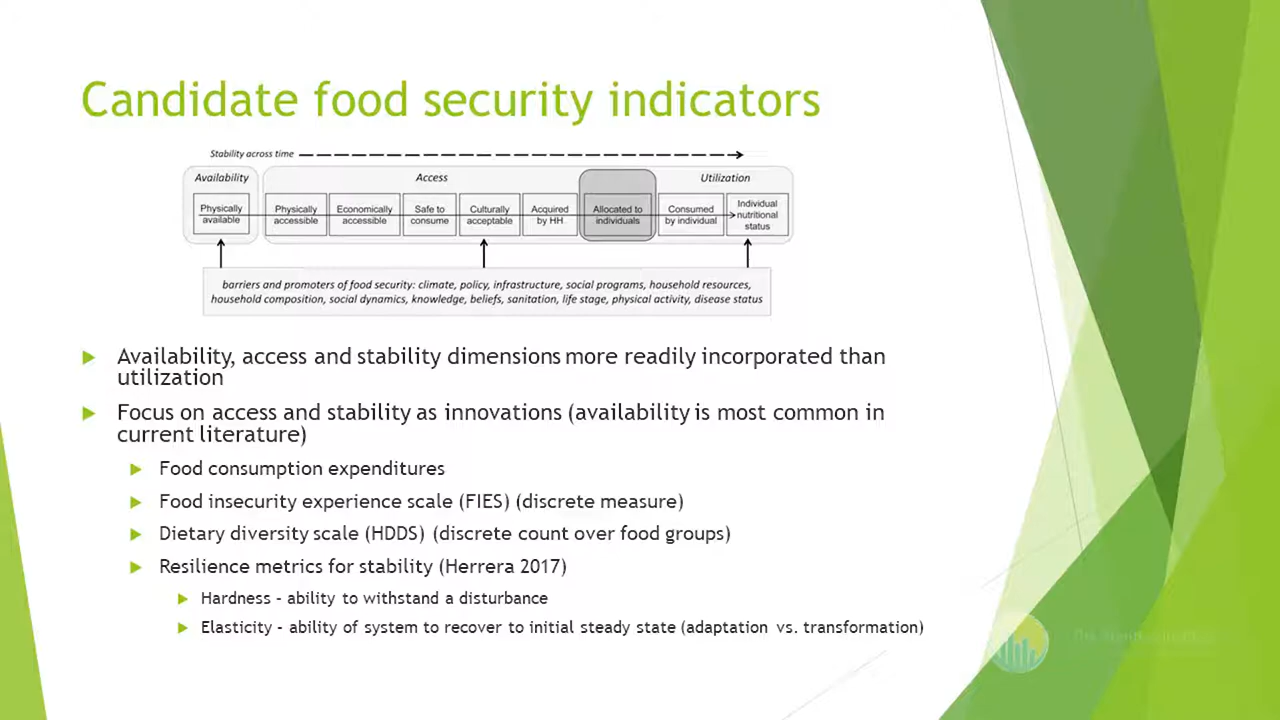 Candidate food security indicators
Stability across time
Availability
Access
Utilization
Physically available
Physically accessible
Economically accessible
Safe to consume
Culturally acceptable
Acquired by HH
Allocated to individuals
Consumed by individual
Individual nutritional status
barriers and promoters of food security: climate, policy, infrastructure, social programs, household resources,
household composition, social dynamics, knowledge, beliefs, sanitation, life stage, physical activity, disease status
Availability, access and stability dimensions more readily incorporated than
utilization
Focus on access and stability as innovations (availability is most common in
current literature)
Food consumption expenditures
Food insecurity experience scale (FIES) (discrete measure)
Dietary diversity scale (HDDS) (discrete count over food groups)
Resilience metrics for stability (Herrera 2017)
Hardness - ability to withstand a disturbance
Elasticity - ability of system to recover to initial steady state (adaptation vs. transformation)